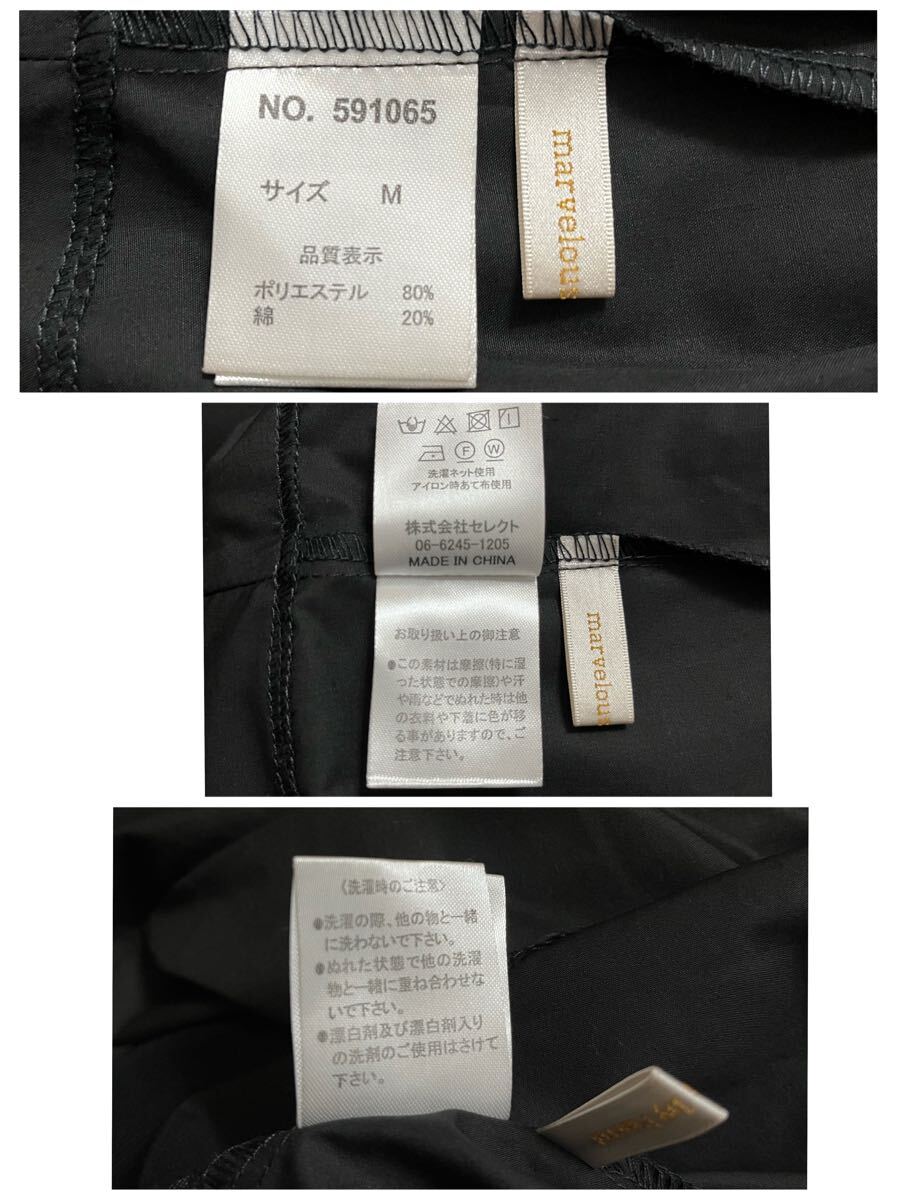 NO. 591065
サイズ M
品質表示
ポリエステル 80%
綿 20%
marvelous
F W
洗濯ネット使用
アイロン時あて布使用
株式会社セレクト
06-6245-1205
MADE IN CHINA
お取り扱い上の御注意
●この素材は摩擦(特に湿
った状態での摩擦)や汗
や雨などでぬれた時は他
の衣料や下着に色が移
る事がありますので、ご
注意下さい。
marvelous
〈洗濯時のご注意〉
●洗濯の際、他の物と一緒
に洗わないで下さい。
●ぬれた状態で他の洗濯
物と一緒に重ね合わせな
いで下さい。
●漂白剤及び漂白剤入り
の洗剤のご使用はさけて
下さい。